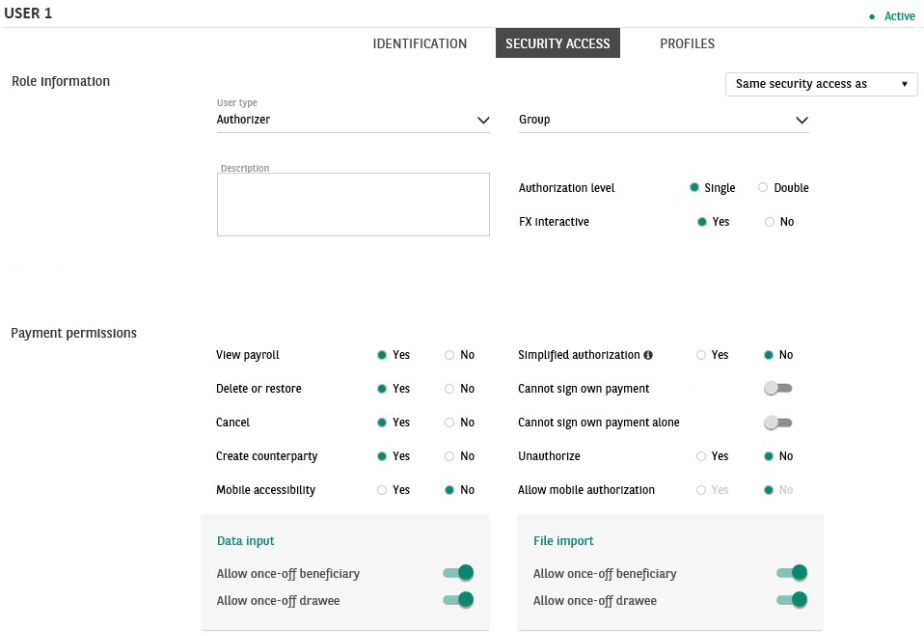 USER 1
Active
IDENTIFICATION SECURITY ACCESS PROFILES
Role information
Same security access as
User type
Authorizer
Group
Description
Authorization level Single Double
FX interactive Yes No
Payment permissions
View payroll Yes No Simplified authorization Yes No
Delete or restore Yes No Cannot sign own payment
Cancel Yes No Cannot sign own payment alone
Create counterparty Yes No Unauthorize Yes No
Mobile accessibility Yes No Allow mobile authorization Yes No
Data input
Allow once-off beneficiary
Allow once-off drawee
File import
Allow once-off beneficiary
Allow once-off drawee